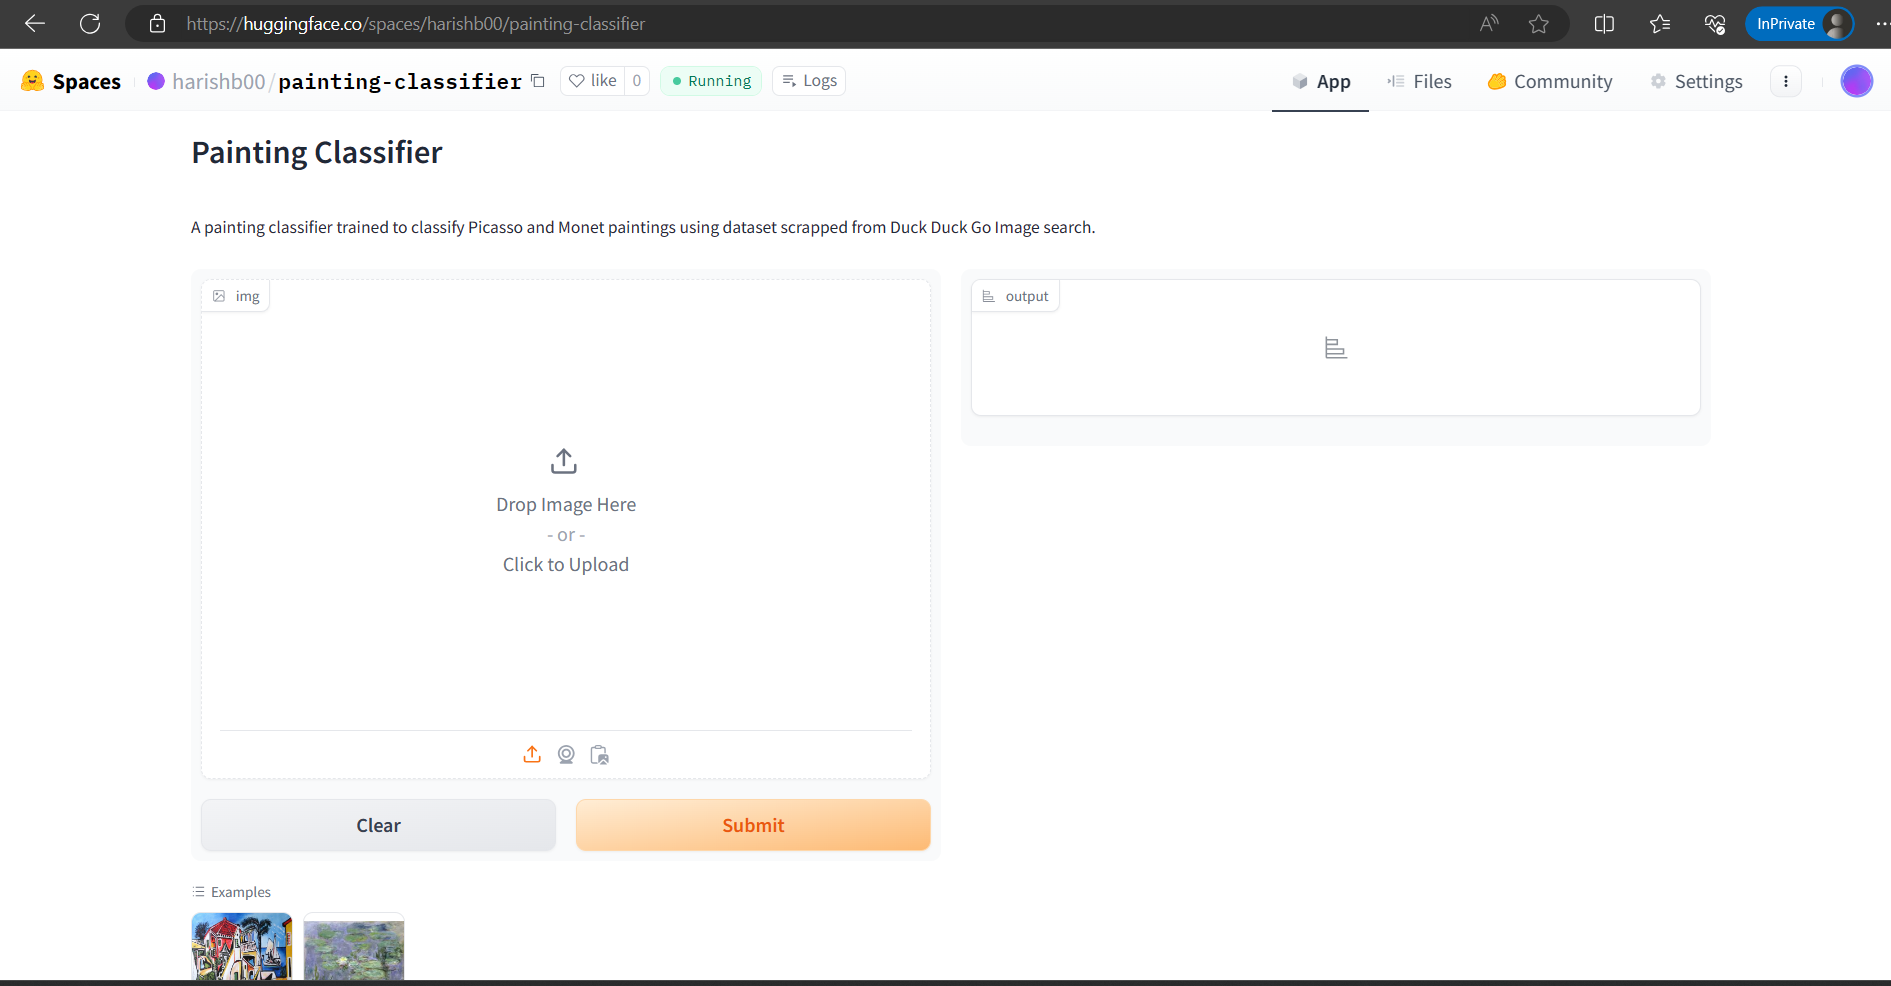 https://huggingface.co/spaces/harishb00/painting-classifier
InPrivate
Spaces harishb00/painting-classifier like 0 Running Logs App Files Community Settings
Painting Classifier
A painting classifier trained to classify Picasso and Monet paintings using dataset scrapped from Duck Duck Go Image search.
img
output
Drop Image Here
- or -
Click to Upload
Clear
Submit
Examples